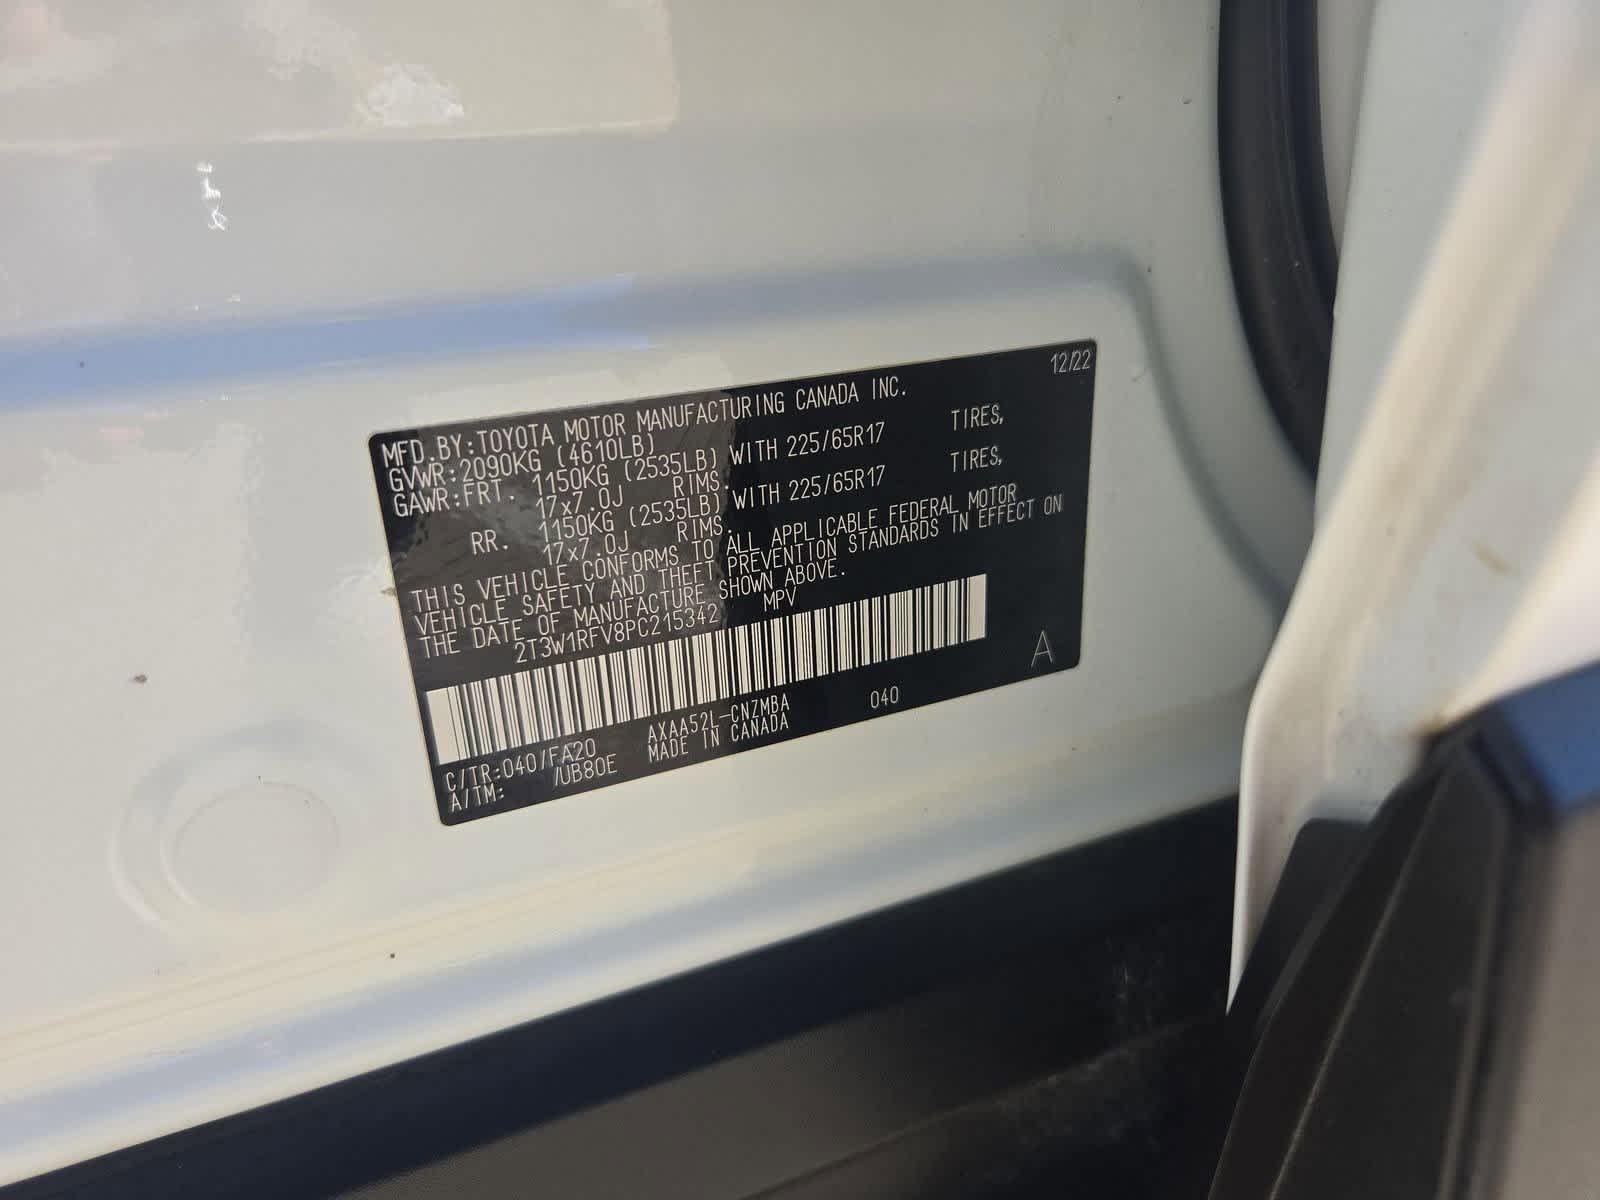 12/22
MFD.BY:TOYOTA MOTOR MANUFACTURING CANADA INC.
GVWR:2090KG (4610LB)
GAWR:FRT. 1150KG (2535LB) WITH 225/65R17 TIRES,
17x7.0J RIMS.
RR. 1150KG (2535LB) WITH 225/65R17 TIRES,
17x7.0J RIMS.
THIS VEHICLE CONFORMS TO ALL APPLICABLE FEDERAL MOTOR
VEHICLE SAFETY AND THEFT PREVENTION STANDARDS IN EFFECT ON
THE DATE OF MANUFACTURE SHOWN ABOVE.
2T3W1RFV8PC215342 MPV
A
C/TR:040/FA20 AXAA52L-CNZMBA 040
A/TM: /UB80E MADE IN CANADA